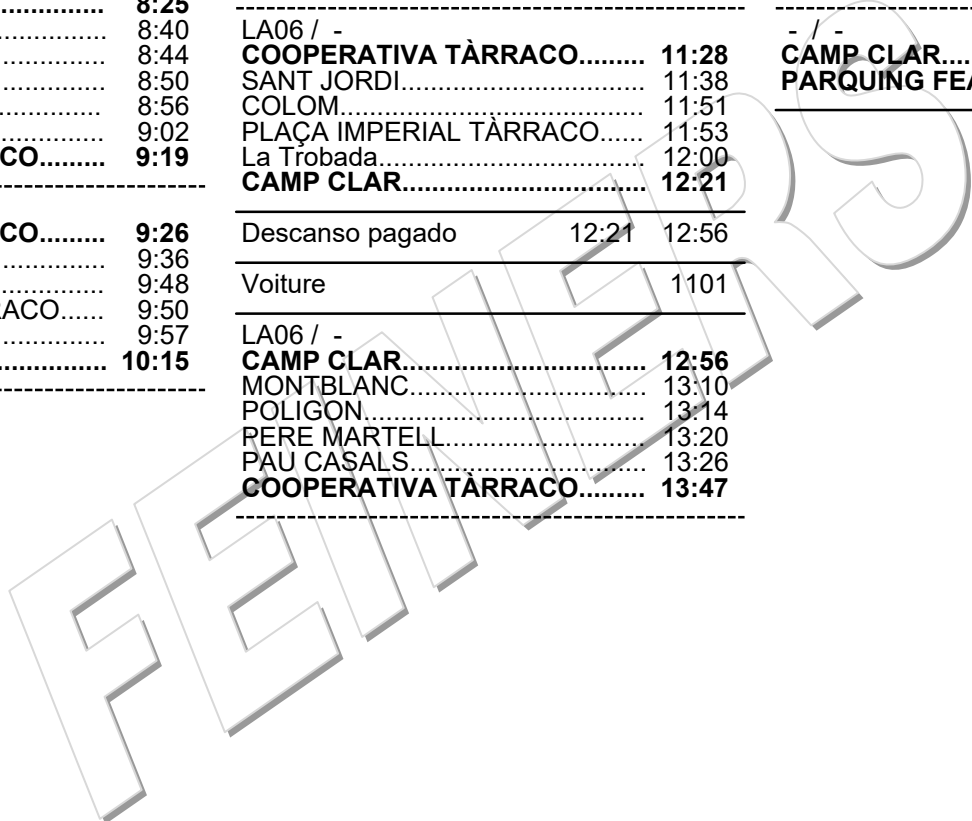 8:25
8:40
8:44
8:50
8:56
9:02
CO......... 9:19
CO......... 9:26
9:36
9:48
ACO...... 9:50
9:57
10:15
LA06 / -
COOPERATIVA TÀRRACO......... 11:28
SANT JORDI................................. 11:38
COLOM......................................... 11:51
PLAÇA IMPERIAL TÀRRACO...... 11:53
La Trobada.................................... 12:00
CAMP CLAR................................. 12:21
Descanso pagado 12:21 12:56
Voiture 1101
LA06 / -
CAMP CLAR................................. 12:56
MONTBLANC................................ 13:10
POLIGON...................................... 13:14
PERE MARTELL........................... 13:20
PAU CASALS................................ 13:26
COOPERATIVA TÀRRACO......... 13:47
- / -
CAMP CLAR....
PARQUING FEA
FEINERS